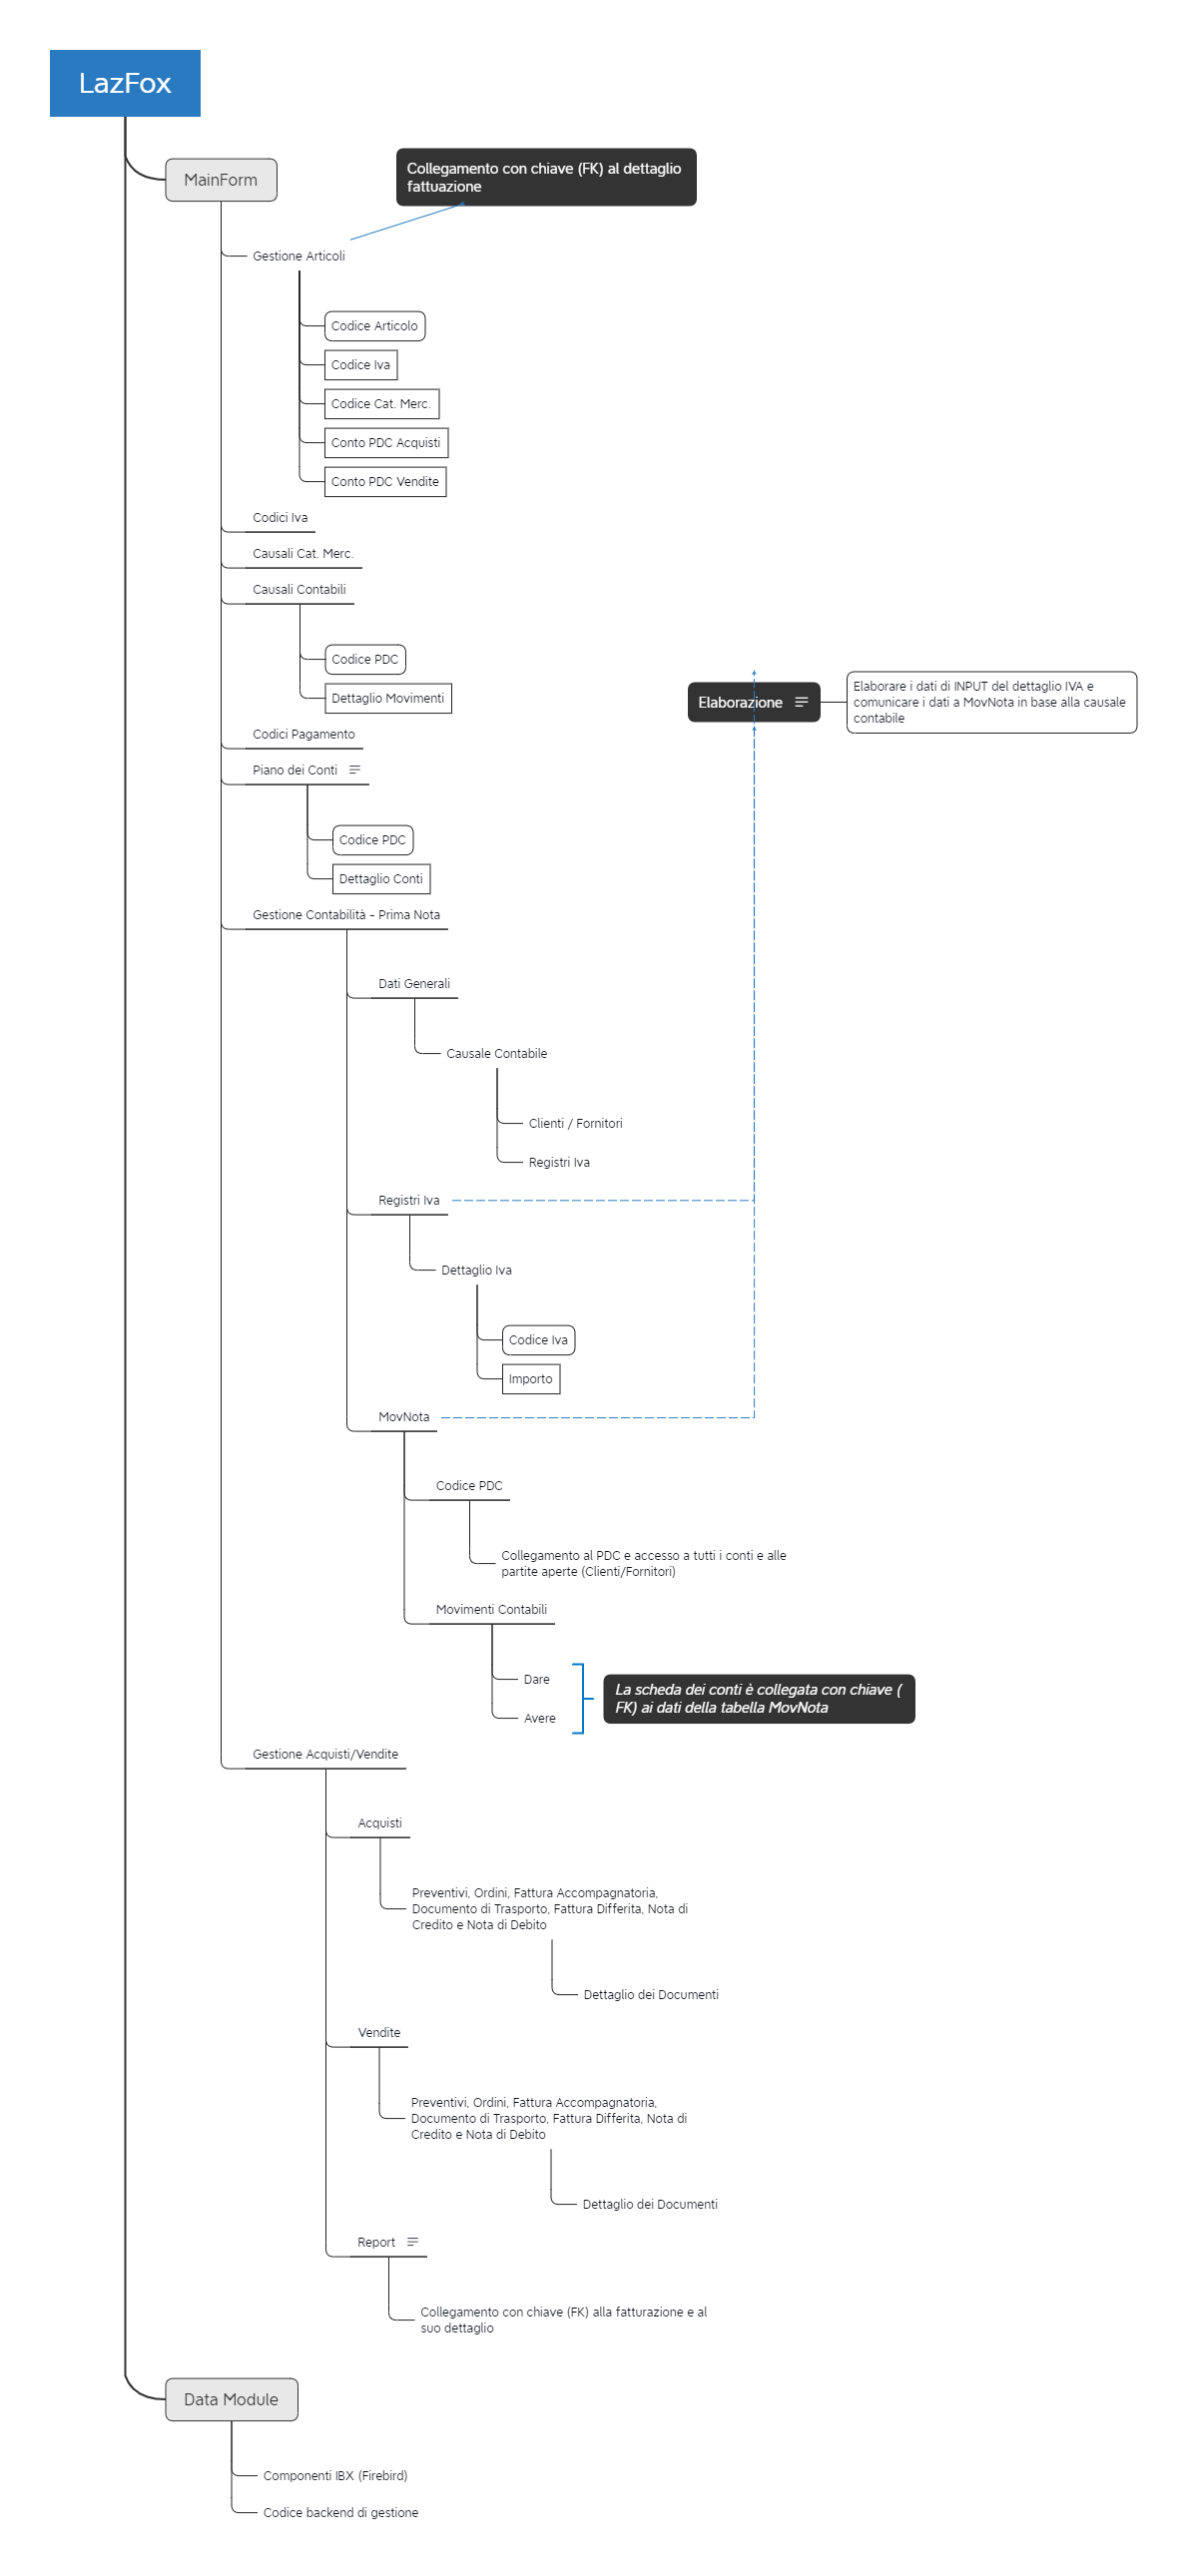 LazFox
MainForm
Collegamento con chiave (FK) al dettaglio
fattuazione
Gestione Articoli
Codice Articolo
Codice Iva
Codice Cat. Merc.
Conto PDC Acquisti
Conto PDC Vendite
Codici Iva
Causali Cat. Merc.
Causali Contabili
Codice PDC
Dettaglio Movimenti
Elaborazione
Elaborare i dati di INPUT del dettaglio IVA e
comunicare i dati a MovNota in base alla causale
contabile
Codici Pagamento
Piano dei Conti
Codice PDC
Dettaglio Conti
Gestione Contabilità - Prima Nota
Dati Generali
Causale Contabile
Clienti / Fornitori
Registri Iva
Registri Iva
Dettaglio Iva
Codice Iva
Importo
MovNota
Codice PDC
Collegamento al PDC e accesso a tutti i conti e alle
partite aperte (Clienti/Fornitori)
Movimenti Contabili
Dare
Avere
La scheda dei conti è collegata con chiave (
FK) ai dati della tabella MovNota
Gestione Acquisti/Vendite
Acquisti
Preventivi, Ordini, Fattura Accompagnatoria,
Documento di Trasporto, Fattura Differita, Nota di
Credito e Nota di Debito
Dettaglio dei Documenti
Vendite
Preventivi, Ordini, Fattura Accompagnatoria,
Documento di Trasporto, Fattura Differita, Nota di
Credito e Nota di Debito
Dettaglio dei Documenti
Report
Collegamento con chiave (FK) alla fatturazione e al
suo dettaglio
Data Module
Componenti IBX (Firebird)
Codice backend di gestione